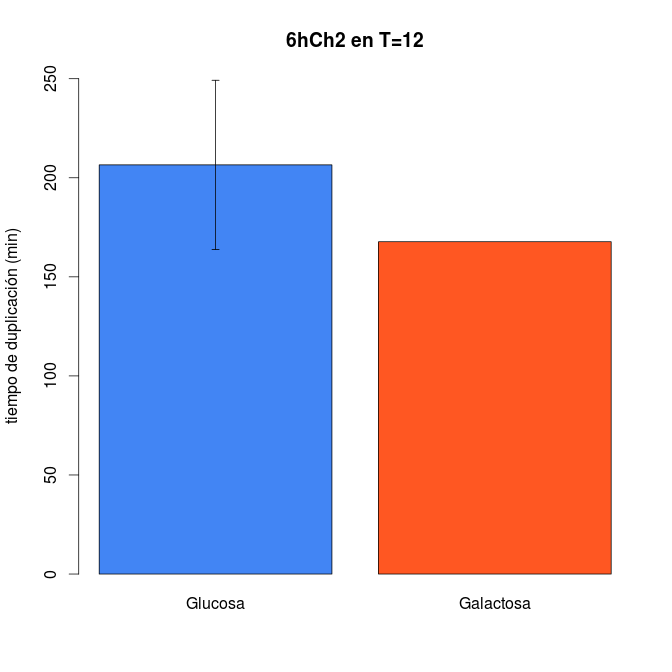 6hCh2 en T=12
tiempo de duplicación (min)
250
200
150
100
50
0
Glucosa
Galactosa